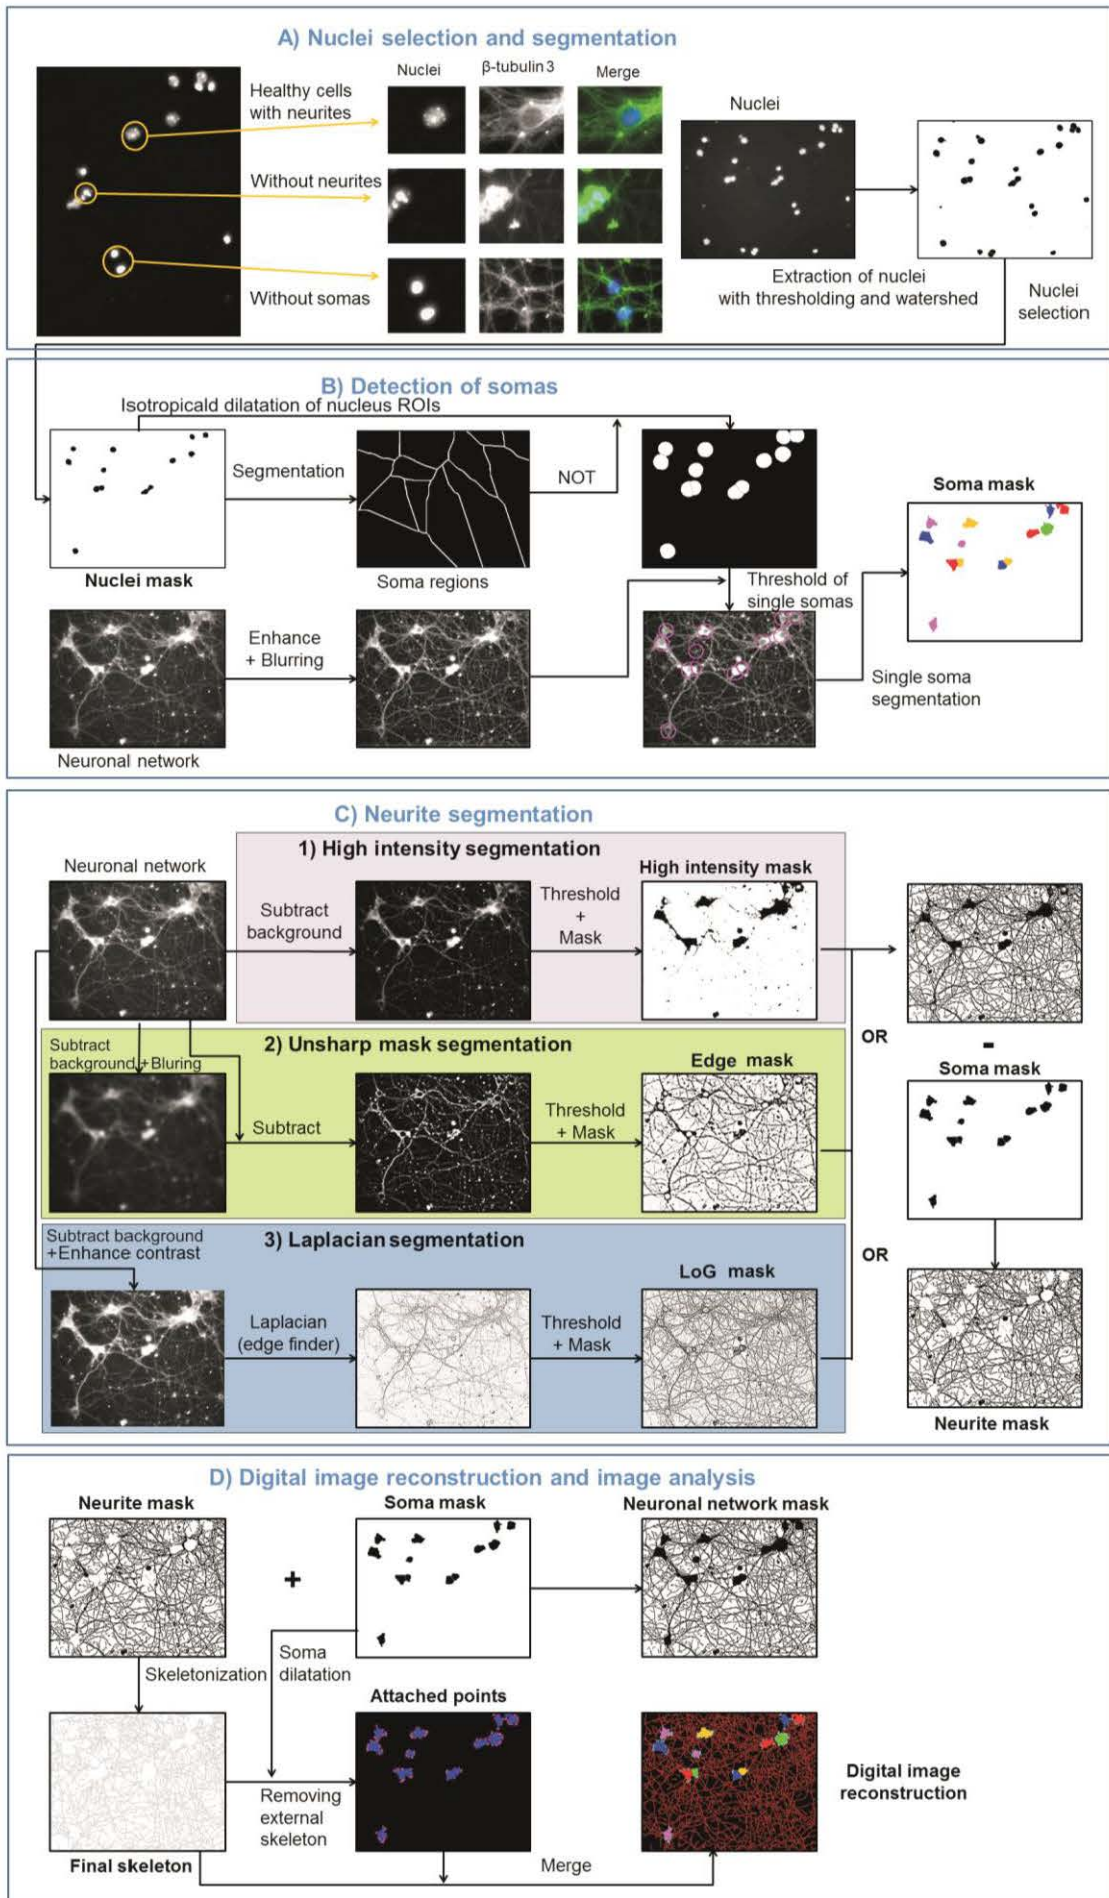 A) Nuclei selection and segmentation
Nuclei
β-tubulin 3
Merge
Healthy cells
with neurites
Without neurites
Without somas
Nuclei
Extraction of nuclei
with thresholding and watershed
Nuclei
selection
B) Detection of somas
Isotropicald dilatation of nucleus ROIs
Segmentation
NOT
Nuclei mask
Soma regions
Threshold of
single somas
Soma mask
Enhance
+ Blurring
Single soma
segmentation
Neuronal network
C) Neurite segmentation
1) High intensity segmentation
Neuronal network
High intensity mask
Subtract
background
Threshold
+
Mask
OR
-
Soma mask
2) Unsharp mask segmentation
Subtract
background +Bluring
Edge mask
Subtract
Threshold
+ Mask
3) Laplacian segmentation
Subtract background
+Enhance contrast
OR
LoG mask
Laplacian
(edge finder)
Threshold
+ Mask
Neurite mask
D) Digital image reconstruction and image analysis
Neurite mask
Soma mask
Neuronal network mask
+
Skeletonization
Soma
dilatation
Attached points
Removing
external
skeleton
Digital image
reconstruction
Final skeleton
Merge